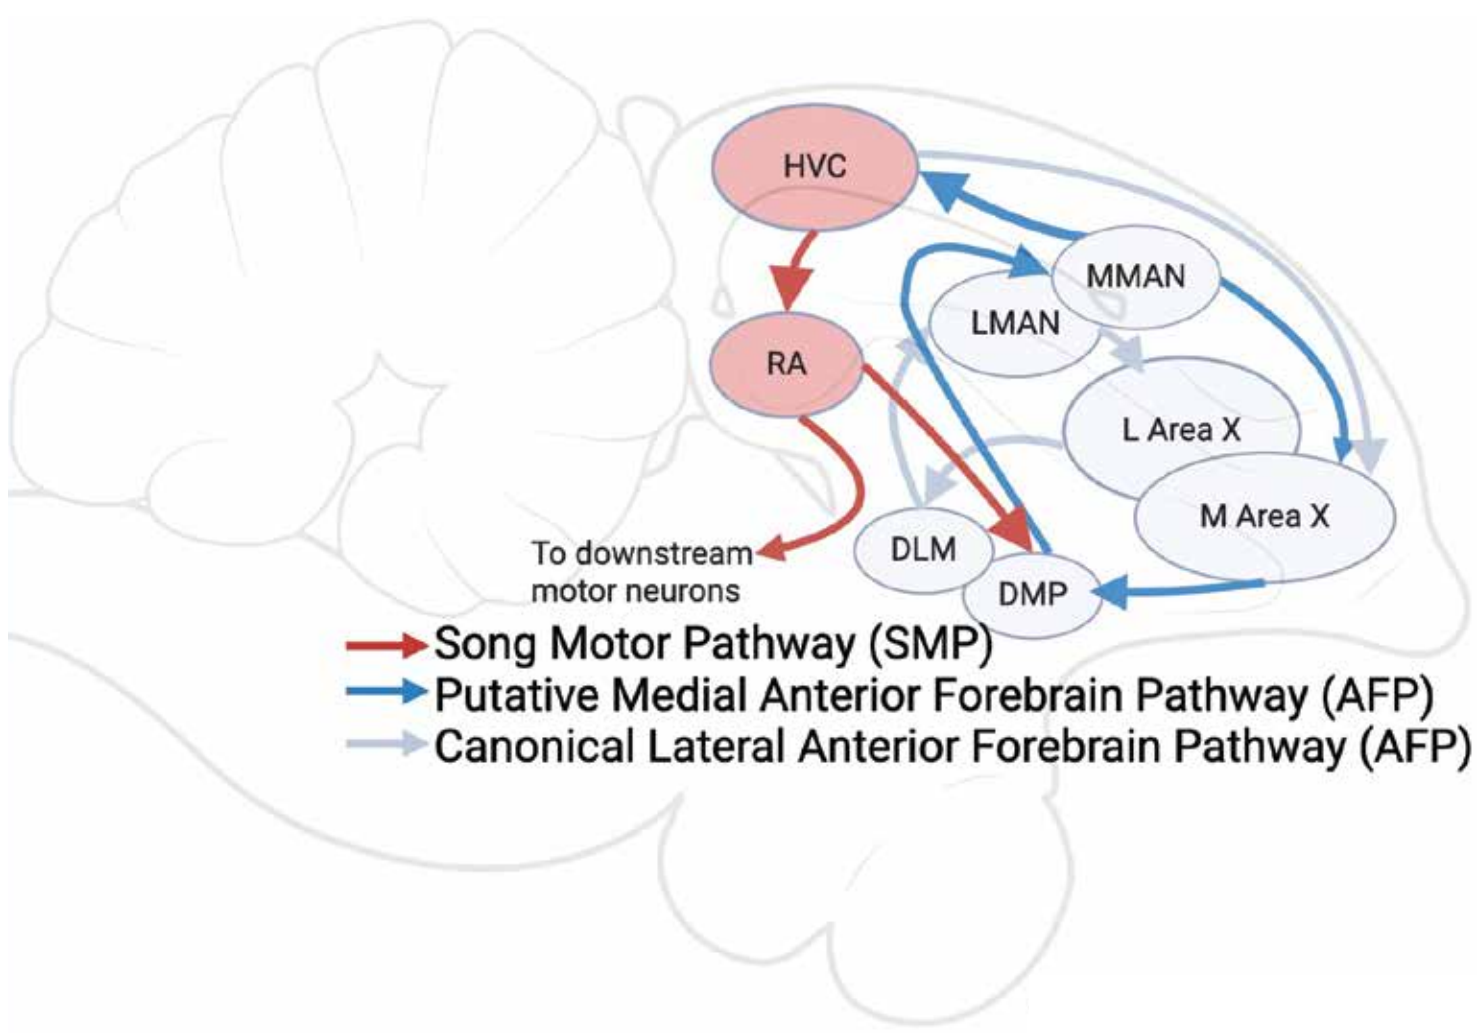 HVC
MMAN
LMAN
RA
L Area X
M Area X
DLM
DMP
To downstream
motor neurons
Song Motor Pathway (SMP)
Putative Medial Anterior Forebrain Pathway (AFP)
Canonical Lateral Anterior Forebrain Pathway (AFP)